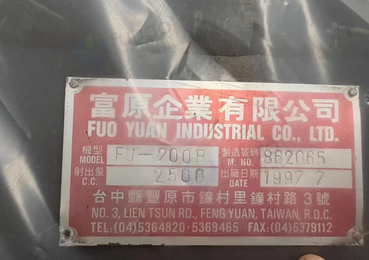 富原企業有限公司
FUO YUAN INDUSTRIAL CO., LTD.
機型 MODEL FU-200R 製造號碼 M. NO. 862065
射出量 C.C. 2500 出廠日期 DATE 1997 7
台中縣豐原市鐮村里鐮村路3號
NO. 3, LIEN TSUN RD., FENG YUAN, TAIWAN, R.O.C.
TEL:(04)5364820-5369465 FAX:(04)5379112